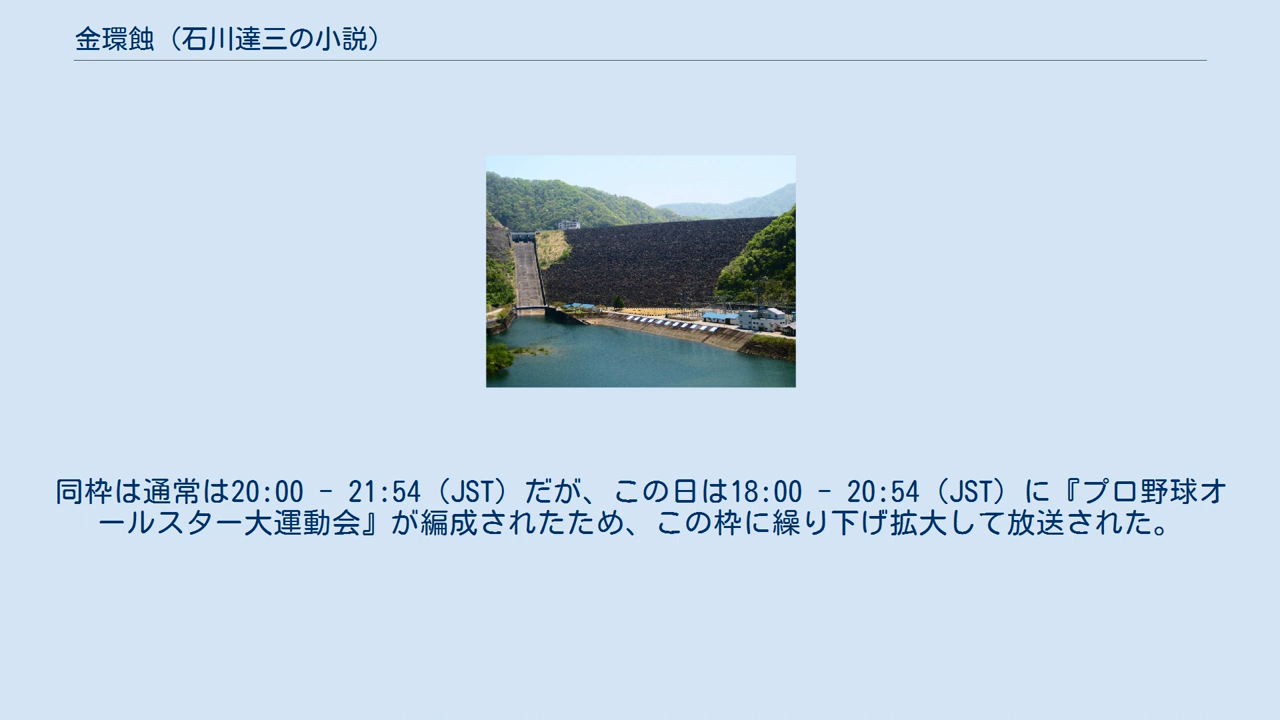 金環蝕（石川達三の小説）
同枠は通常は20:00 - 21:54（JST）だが、この日は18:00 - 20:54（JST）に『プロ野球オ
ールスター大運動会』が編成されたため、この枠に繰り下げ拡大して放送された。